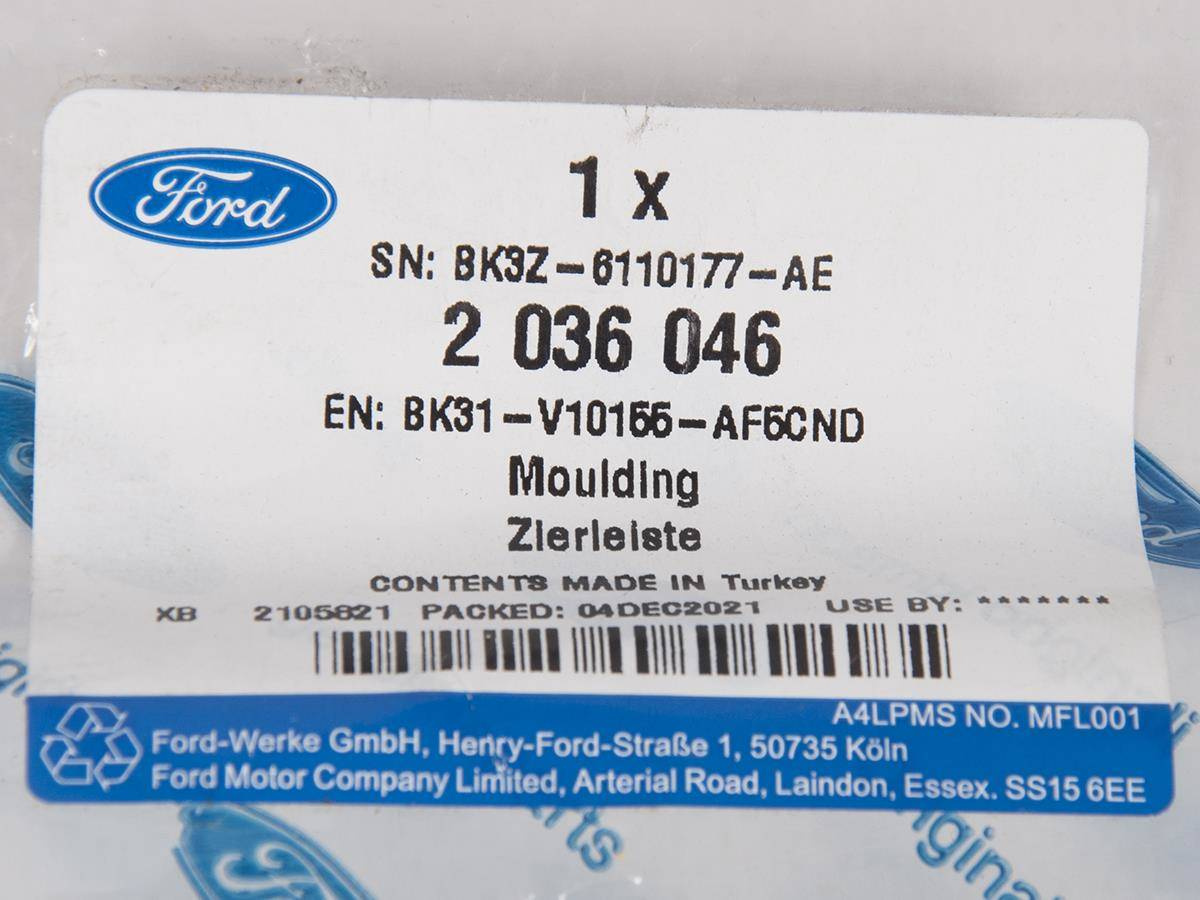 Ford
1 x
SN: BK3Z-6110177-AE
2 036 046
EN: BK31-V10155-AF5CND
Moulding
Zierleiste
CONTENTS MADE IN Turkey
XB 2105821 PACKED: 04DEC2021 USE BY: *******
A4LPMS NO. MFL001
Ford-Werke GmbH, Henry-Ford-Straße 1, 50735 Köln
Ford Motor Company Limited, Arterial Road, Laindon, Essex. SS15 6EE